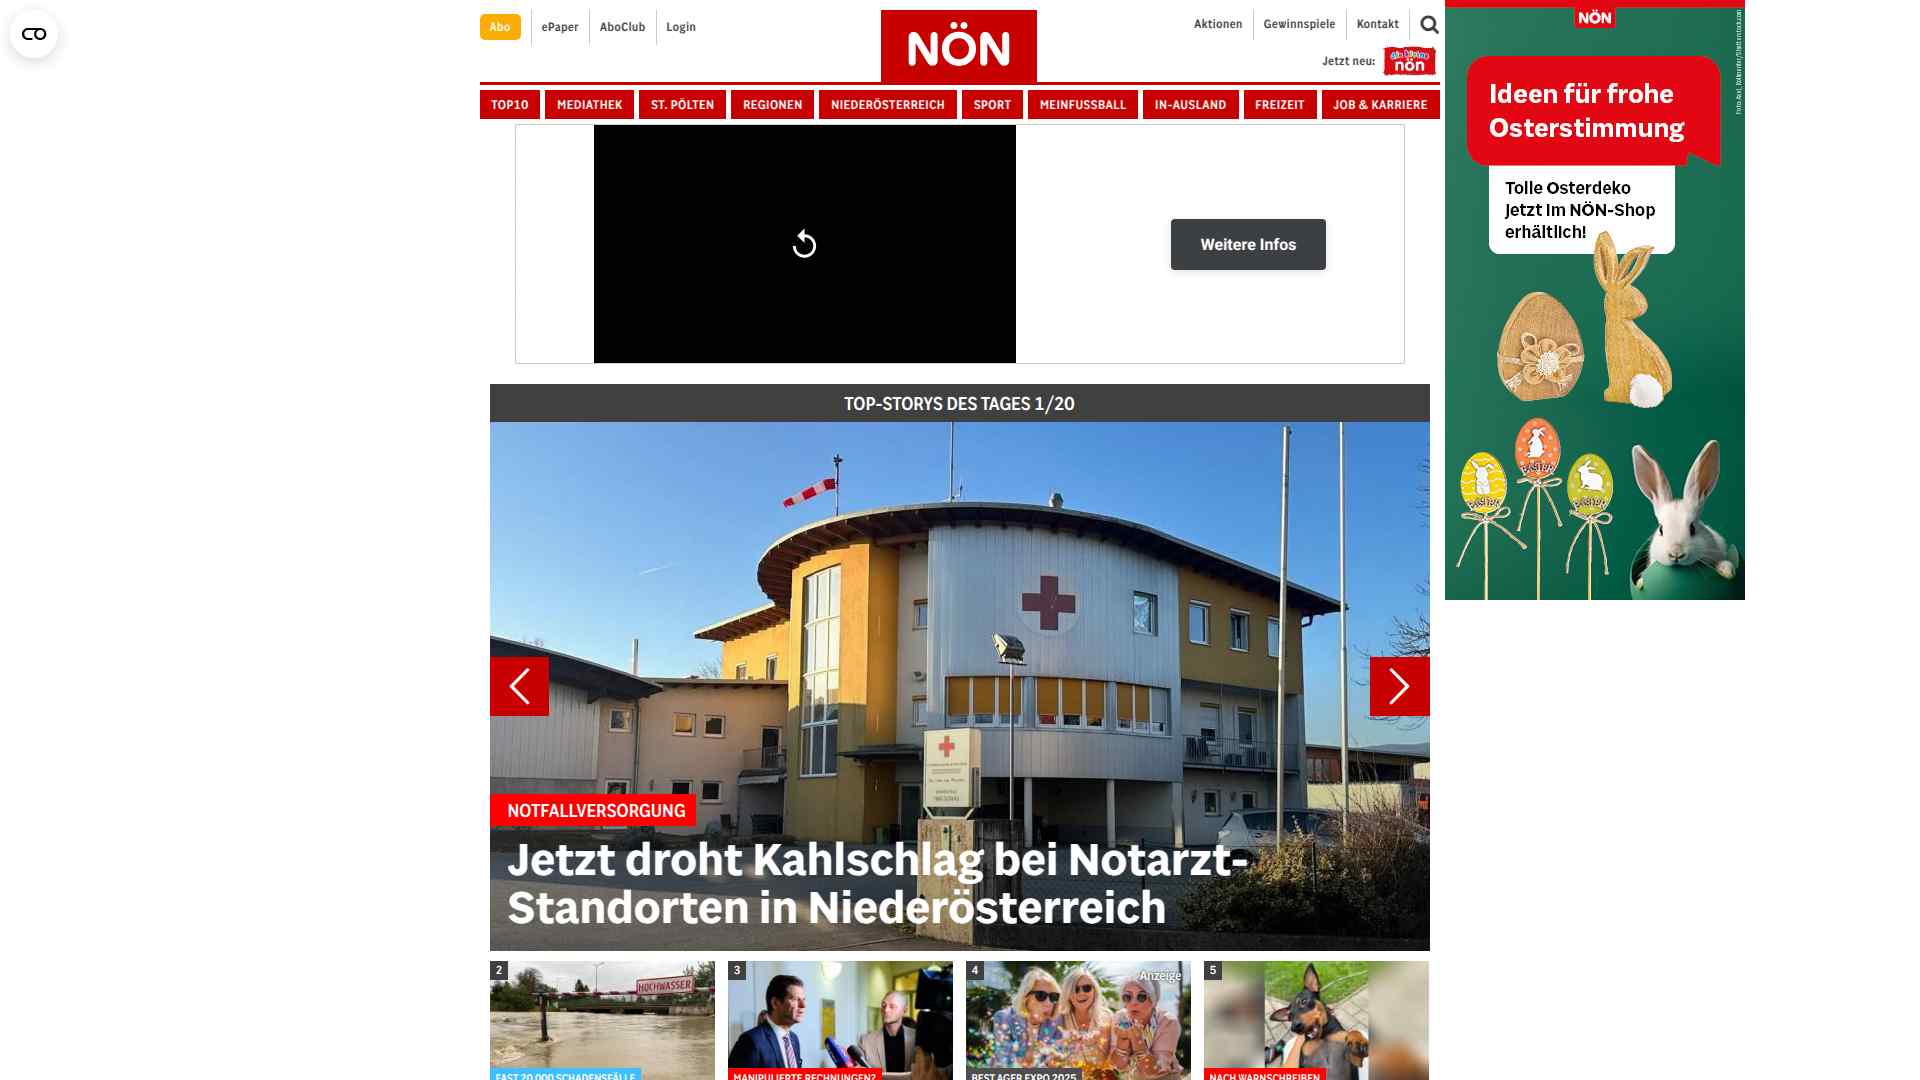 Abo
ePaper
AboClub
Login
NÖN
Aktionen
Gewinnspiele
Kontakt
Jetzt neu:
die kleine
nön
TOP10
MEDIATHEK
ST. PÖLTEN
REGIONEN
NIEDERÖSTERREICH
SPORT
MEINFUSSBALL
IN-AUSLAND
FREIZEIT
JOB & KARRIERE
Weitere Infos
NÖN
Ideen für frohe
Osterstimmung
Tolle Osterdeko
jetzt im NÖN-Shop
erhältlich!
EASTER
EASTER
EASTER
TOP-STORYS DES TAGES 1/20
NOTFALLVERSORGUNG
Jetzt droht Kahlschlag bei Notarzt-
Standorten in Niederösterreich
2
HOCHWASSER
FAST 20.000 SCHADENSFÄLLE
3
MANIPULIERTE RECHNUNGEN?
4
Anzeige
BEST AGER EXPO 2025
5
NACH WARNSCHREIBEN